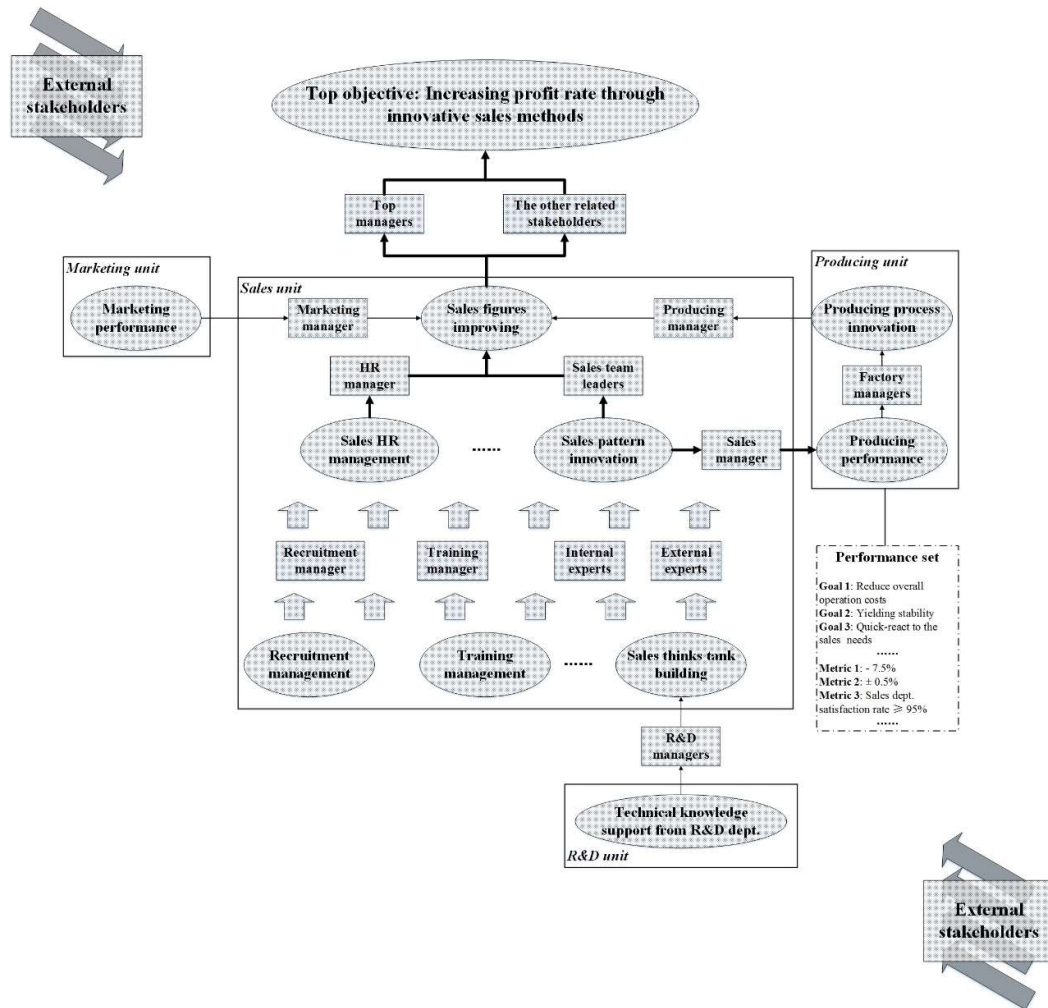 External
stakeholders
Top objective: Increasing profit rate through
innovative sales methods
Top
managers
The other related
stakeholders
Marketing unit
Marketing
performance
Sales unit
Marketing
manager
Sales figures
improving
Producing
manager
Producing unit
Producing process
innovation
HR
manager
Sales team
leaders
Factory
managers
Sales HR
management
......
Sales pattern
innovation
Sales
manager
Producing
performance
Recruitment
manager
Training
manager
Internal
experts
External
experts
Performance set
Goal 1: Reduce overall
operation costs
Goal 2: Yielding stability
Goal 3: Quick-react to the
sales needs
......
Metric 1: - 7.5%
Metric 2: ± 0.5%
Metric 3: Sales dept.
satisfaction rate ≥ 95%
......
Recruitment
management
Training
management
......
Sales thinks tank
building
R&D
managers
Technical knowledge
support from R&D dept.
R&D unit
External
stakeholders